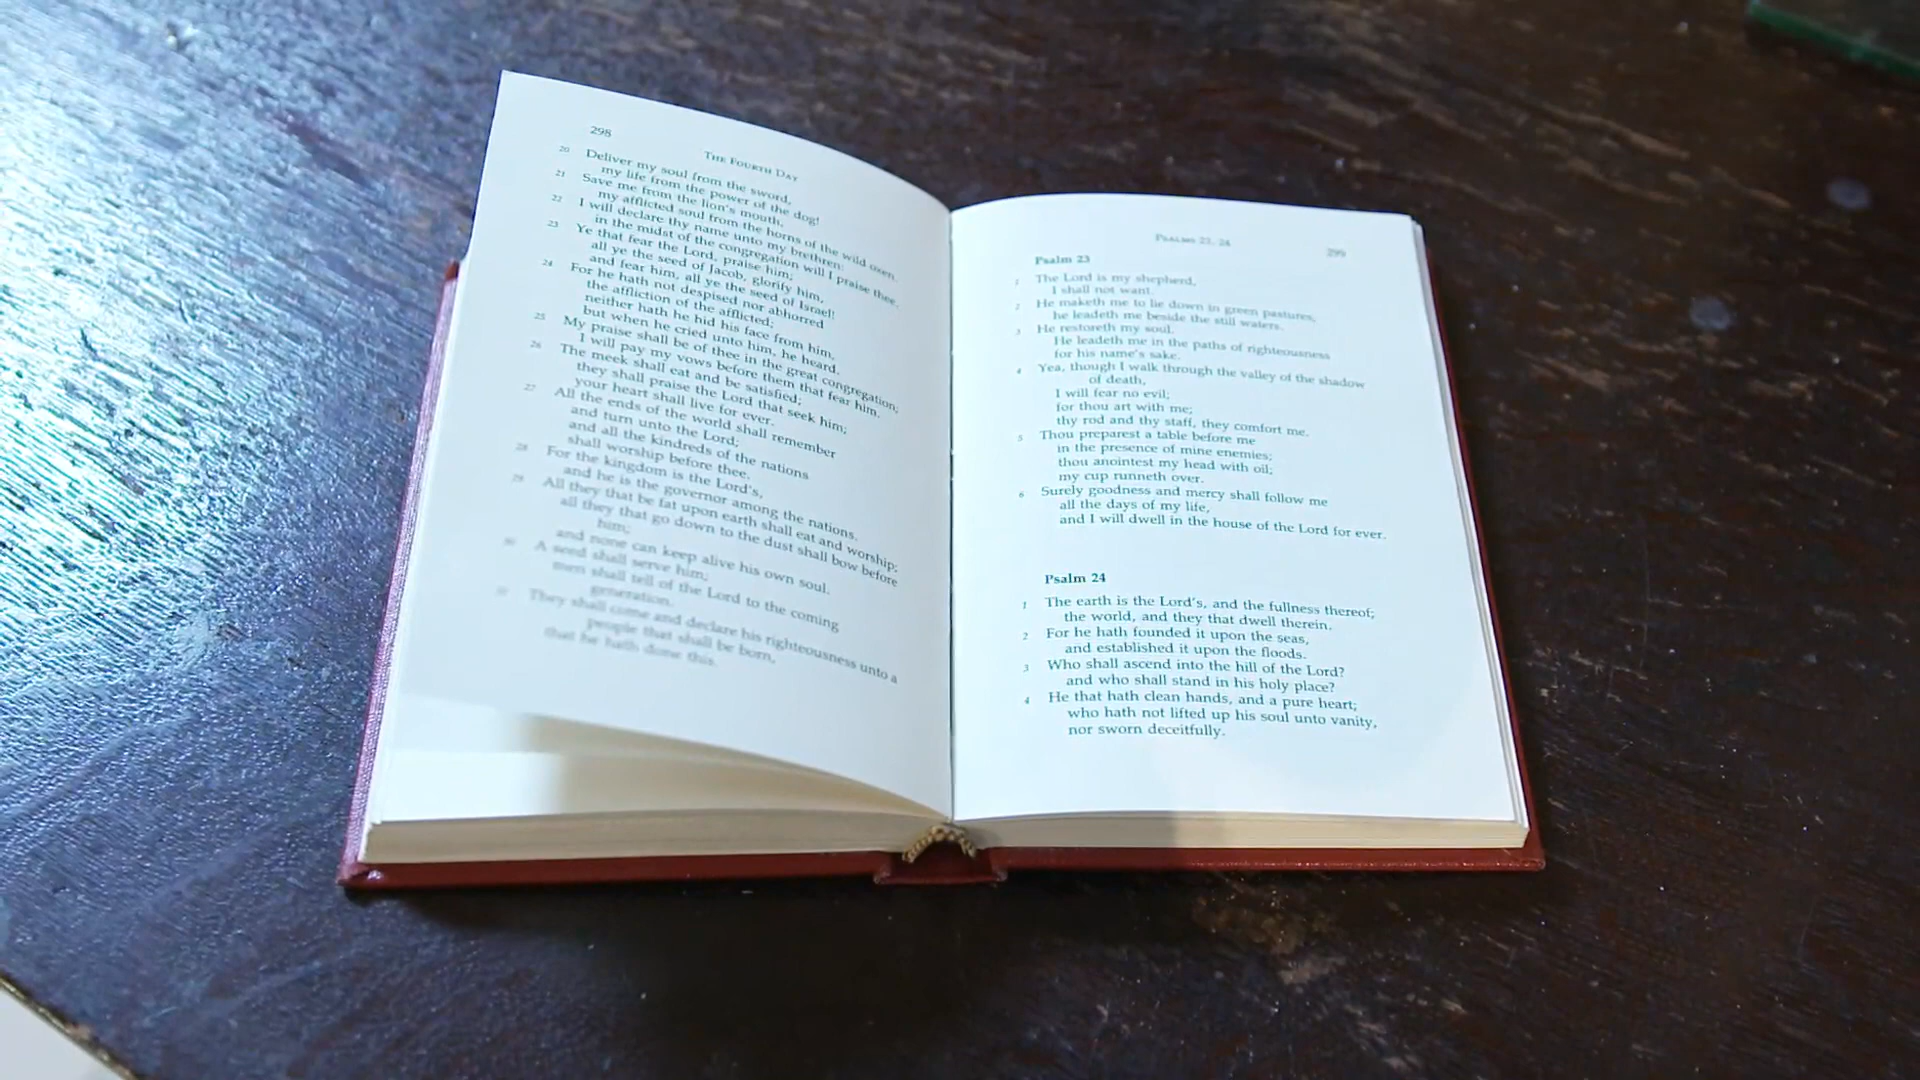 298
The Fourth Day
20 Deliver my soul from the sword,
my life from the power of the dog!
21 Save me from the lion's mouth,
my afflicted soul from the horns of the wild oxen.
22 I will declare thy name unto my brethren:
in the midst of the congregation will I praise thee.
23 Ye that fear the Lord, praise him;
all ye the seed of Jacob, glorify him,
and fear him, all ye the seed of Israel!
24 For he hath not despised nor abhorred
the affliction of the afflicted;
neither hath he hid his face from him,
but when he cried unto him, he heard.
25 My praise shall be of thee in the great congregation;
I will pay my vows before them that fear him.
26 The meek shall eat and be satisfied;
they shall praise the Lord that seek him;
your heart shall live for ever.
27 All the ends of the world shall remember
and turn unto the Lord;
and all the kindreds of the nations
shall worship before thee.
28 For the kingdom is the Lord's,
and he is the governor among the nations.
29 All they that be fat upon earth shall eat and worship;
all they that go down to the dust shall bow before
him;
and none can keep alive his own soul.
30 A seed shall serve him;
men shall tell of the Lord to the coming
generation.
31 They shall come and declare his righteousness unto a
people that shall be born,
that he hath done this.
Psalms 23, 24
299
Psalm 23
1 The Lord is my shepherd,
I shall not want.
2 He maketh me to lie down in green pastures,
he leadeth me beside the still waters.
3 He restoreth my soul.
He leadeth me in the paths of righteousness
for his name's sake.
4 Yea, though I walk through the valley of the shadow
of death,
I will fear no evil;
for thou art with me;
thy rod and thy staff, they comfort me.
5 Thou preparest a table before me
in the presence of mine enemies;
thou anointest my head with oil;
my cup runneth over.
6 Surely goodness and mercy shall follow me
all the days of my life,
and I will dwell in the house of the Lord for ever.
Psalm 24
1 The earth is the Lord's, and the fullness thereof;
the world, and they that dwell therein.
2 For he hath founded it upon the seas,
and established it upon the floods.
3 Who shall ascend into the hill of the Lord?
and who shall stand in his holy place?
4 He that hath clean hands, and a pure heart;
who hath not lifted up his soul unto vanity,
nor sworn deceitfully.